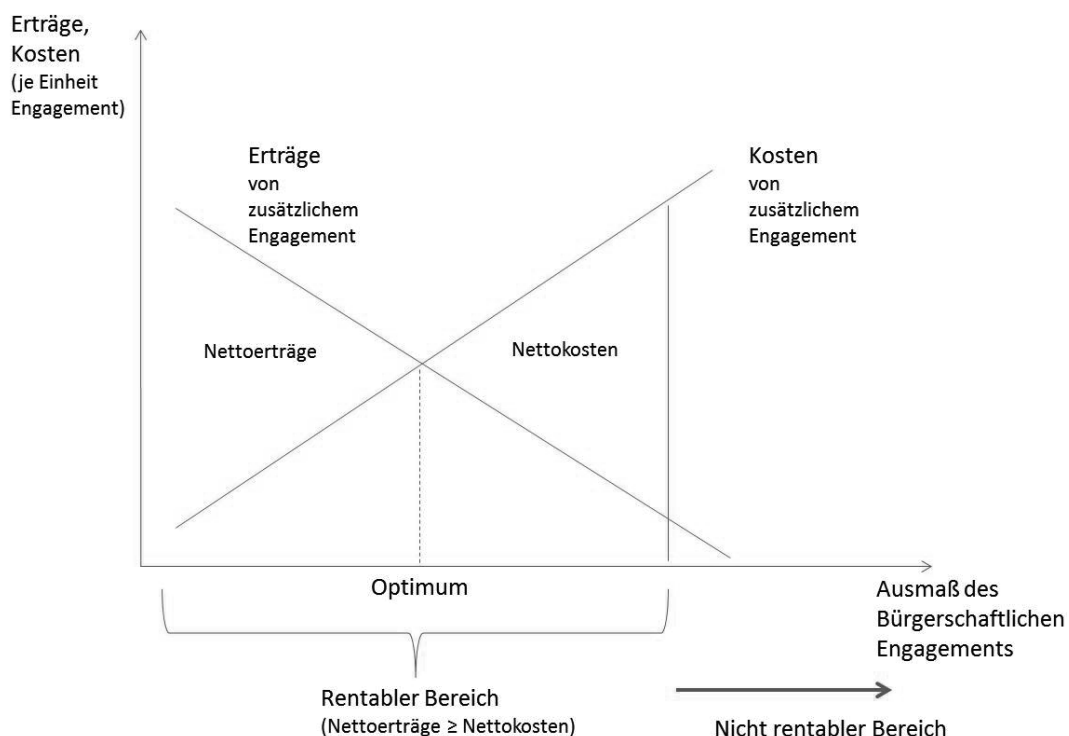 Erträge,
Kosten
(je Einheit
Engagement)
Erträge
von
zusätzlichem
Engagement
Kosten
von
zusätzlichem
Engagement
Nettoerträge
Nettokosten
Optimum
Ausmaß des
Bürgerschaftlichen
Engagements
Rentabler Bereich
(Nettoerträge ≥ Nettokosten)
Nicht rentabler Bereich